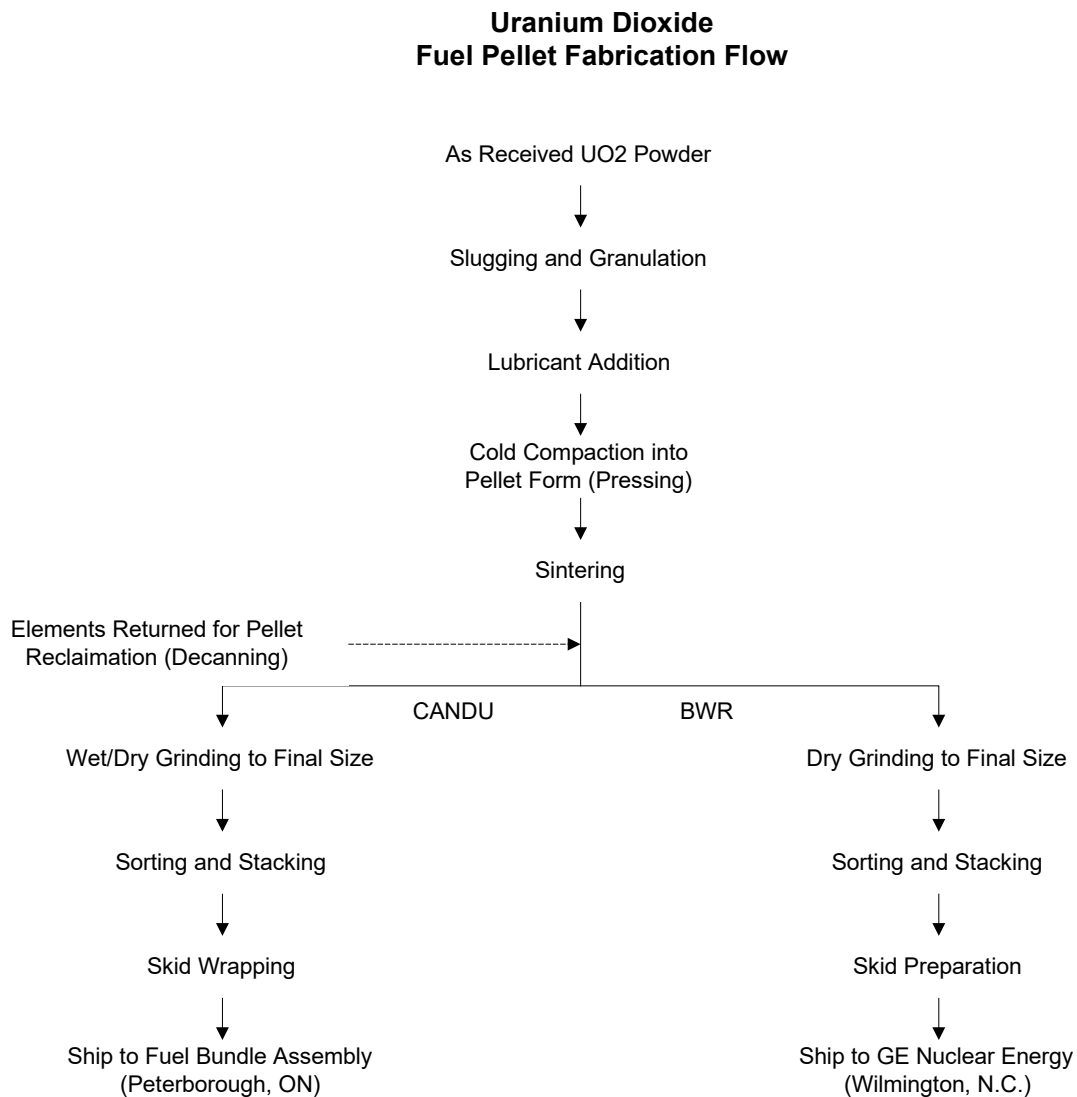 Uranium Dioxide
Fuel Pellet Fabrication Flow
As Received UO2 Powder
Slugging and Granulation
Lubricant Addition
Cold Compaction into
Pellet Form (Pressing)
Sintering
Elements Returned for Pellet
Reclaimation (Decanning)
CANDU
BWR
Wet/Dry Grinding to Final Size
Dry Grinding to Final Size
Sorting and Stacking
Sorting and Stacking
Skid Wrapping
Skid Preparation
Ship to Fuel Bundle Assembly
(Peterborough, ON)
Ship to GE Nuclear Energy
(Wilmington, N.C.)